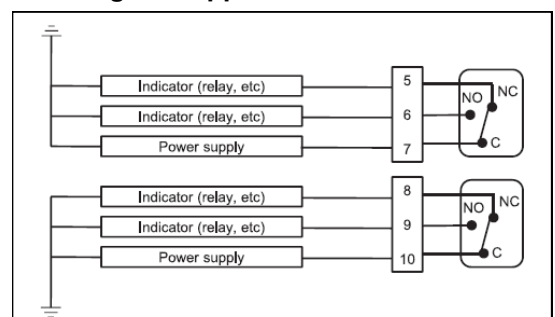 Indicator (relay, etc)
5
NO
NC
Indicator (relay, etc)
6
Power supply
7
C
Indicator (relay, etc)
8
NO
NC
Indicator (relay, etc)
9
Power supply
10
C